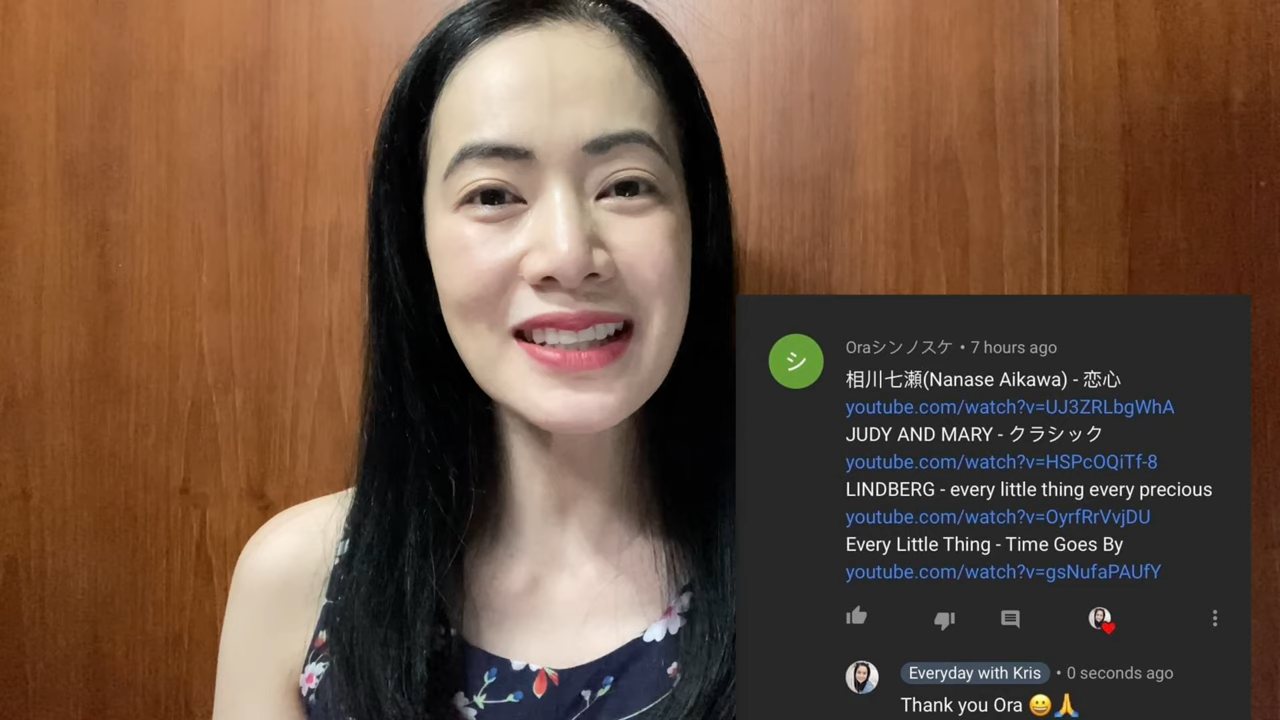 シ
Oraシンノスケ • 7 hours ago
相川七瀬(Nanase Aikawa) - 恋心
youtube.com/watch?v=UJ3ZRLbgWhA
JUDY AND MARY - クラシック
youtube.com/watch?v=HSPcOQiTf-8
LINDBERG - every little thing every precious
youtube.com/watch?v=OyrfRrVvjDU
Every Little Thing - Time Goes By
youtube.com/watch?v=gsNufaPAUfY
Everyday with Kris • 0 seconds ago
Thank you Ora 😀🙏